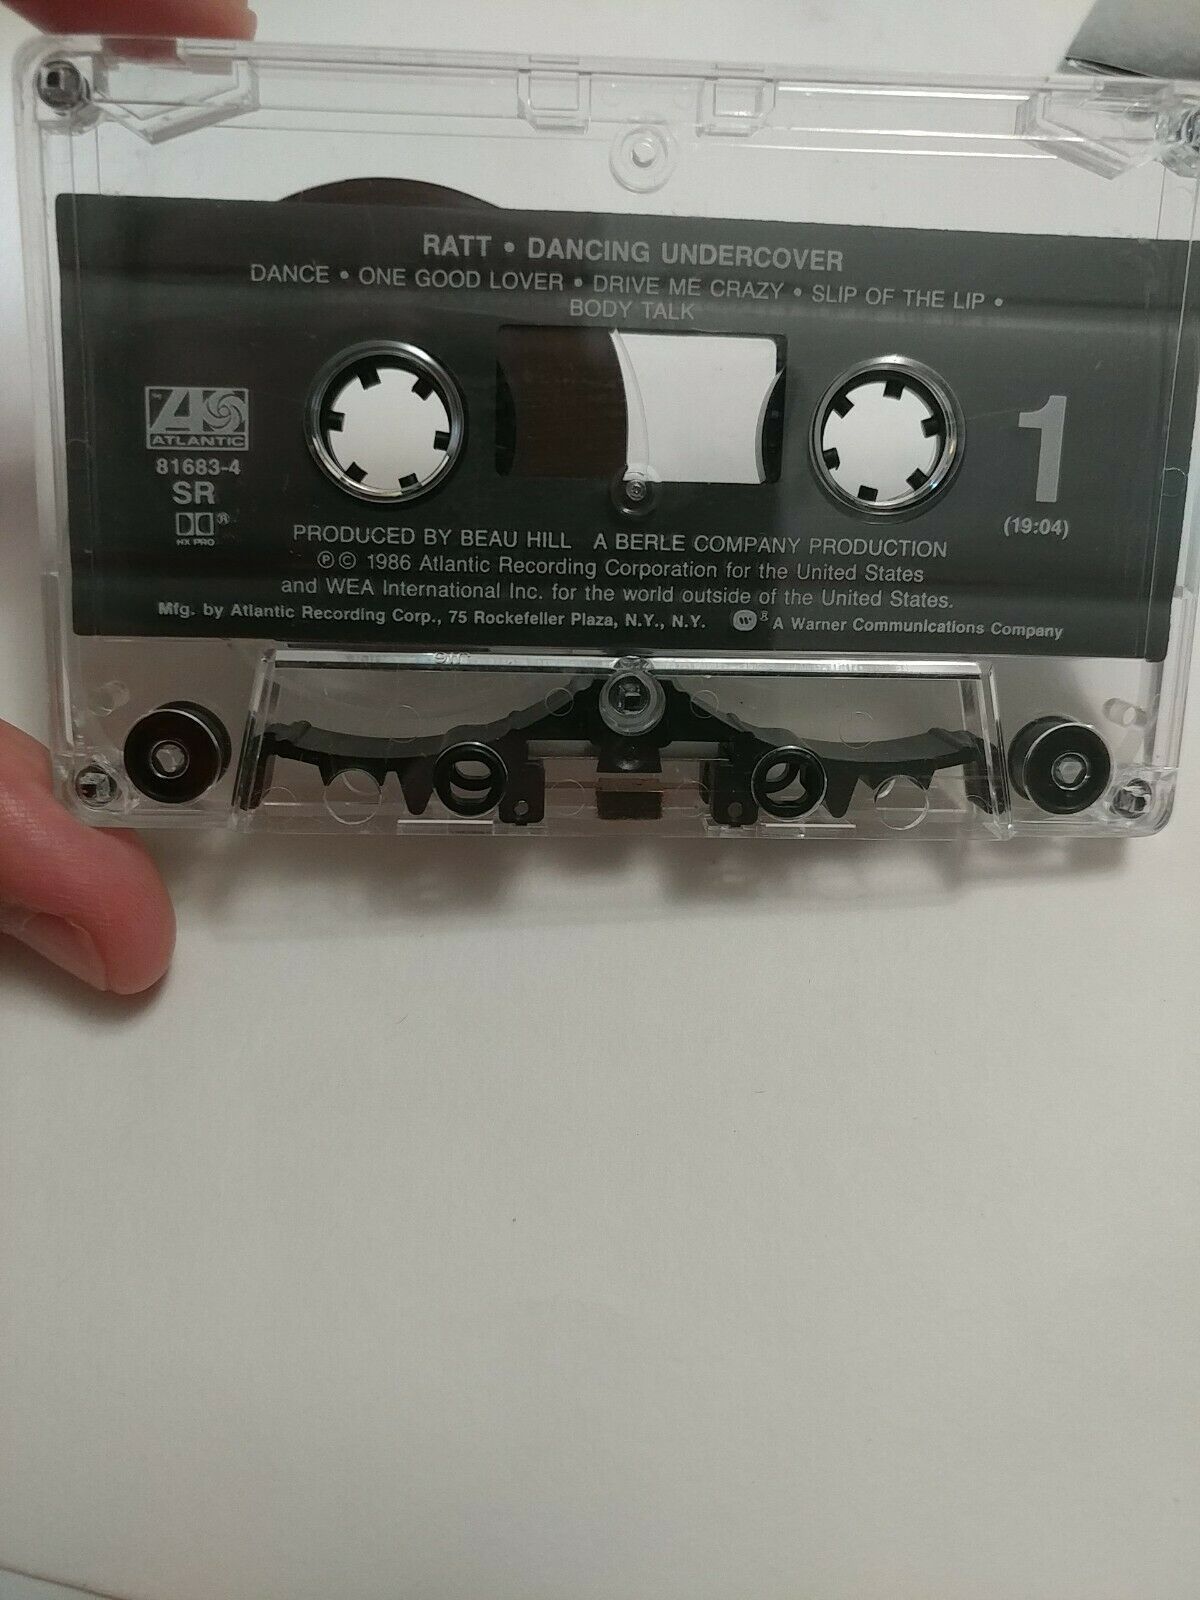 RATT • DANCING UNDERCOVER
DANCE • ONE GOOD LOVER • DRIVE ME CRAZY • SLIP OF THE LIP •
BODY TALK
ATLANTIC
81683-4
SR
HX PRO
1
(19:04)
PRODUCED BY BEAU HILL A BERLE COMPANY PRODUCTION
℗© 1986 Atlantic Recording Corporation for the United States
and WEA International Inc. for the world outside of the United States.
Mfg. by Atlantic Recording Corp., 75 Rockefeller Plaza, N.Y., N.Y. ® A Warner Communications Company